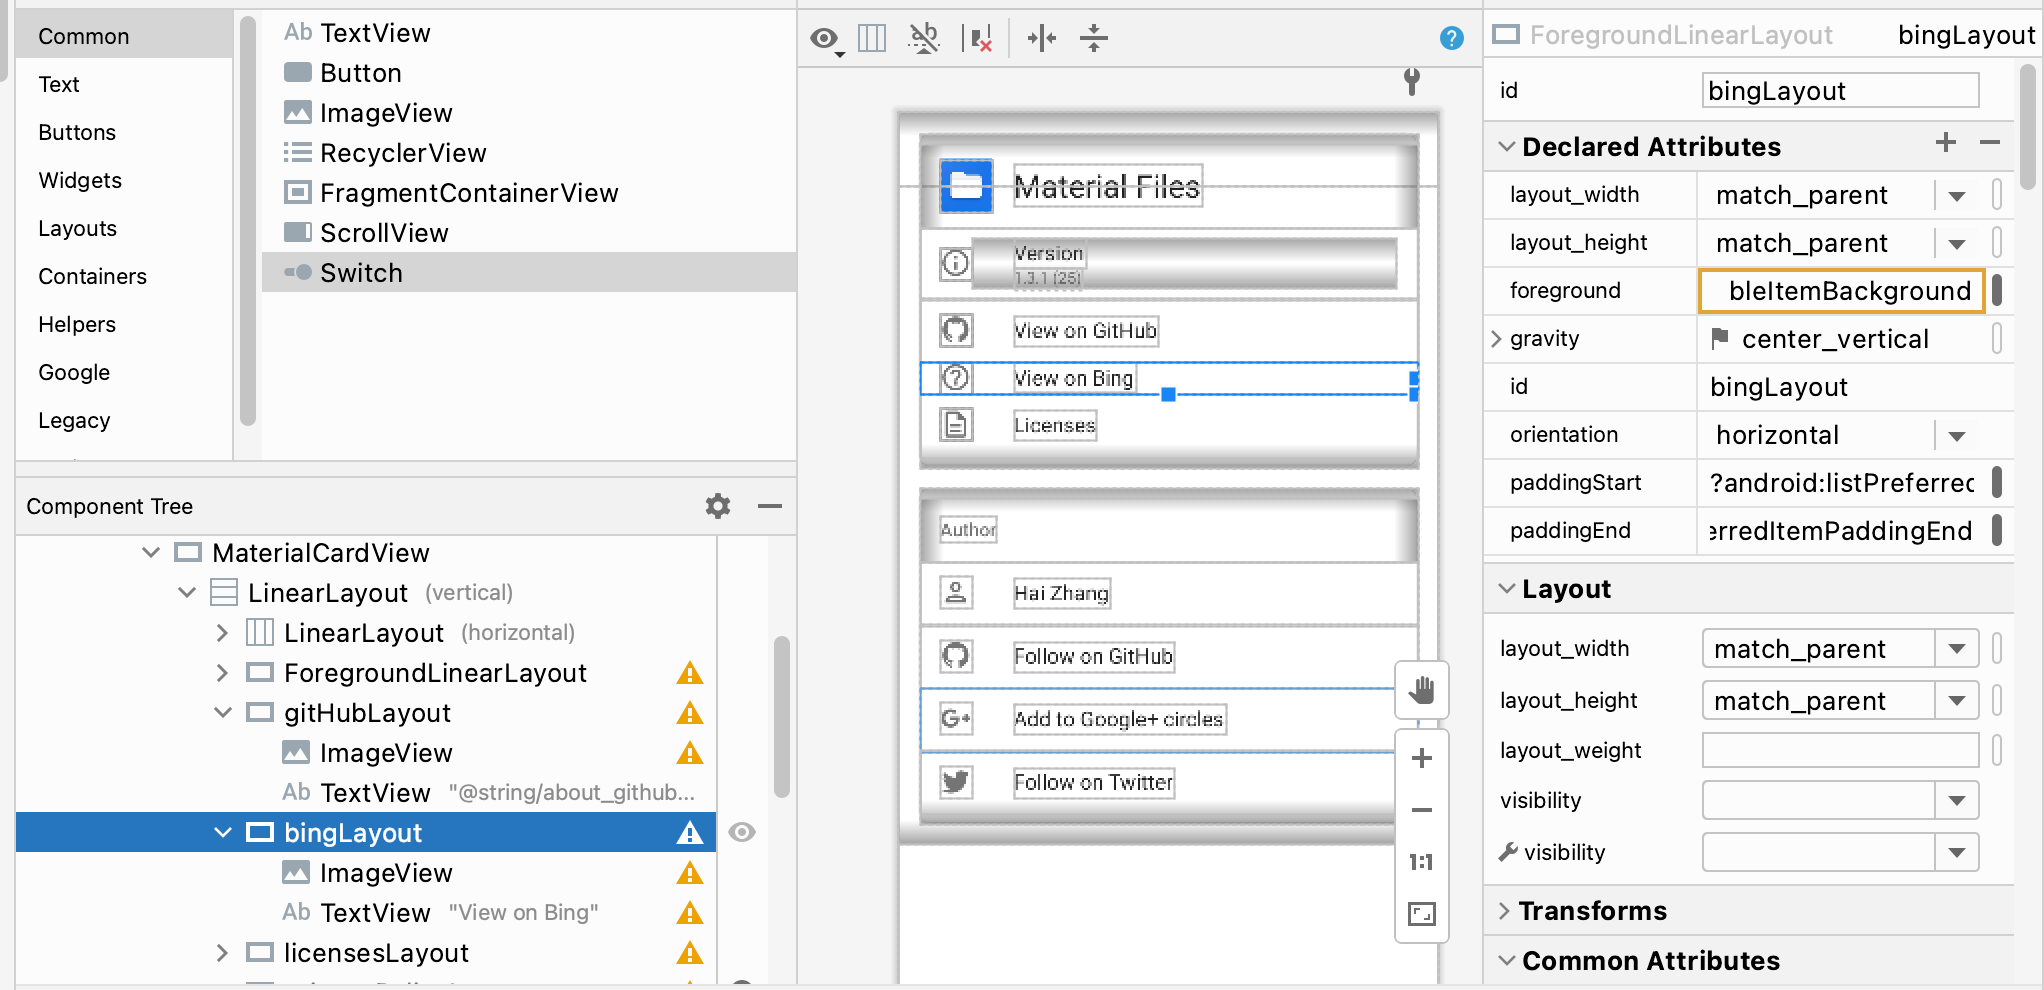 Common
Text
Buttons
Widgets
Layouts
Containers
Helpers
Google
Legacy
Ab TextView
Button
ImageView
RecyclerView
FragmentContainerView
ScrollView
Switch
Component Tree
MaterialCardView
LinearLayout (vertical)
LinearLayout (horizontal)
ForegroundLinearLayout
gitHubLayout
ImageView
Ab TextView "@string/about_github...
bingLayout
ImageView
Ab TextView "View on Bing"
licensesLayout
ab
?
Material Files
Version
1.3.1 (25)
View on GitHub
View on Bing
Licenses
Author
Hai Zhang
Follow on GitHub
G+ Add to Google+ circles
Follow on Twitter
1:1
ForegroundLinearLayout bingLayout
id bingLayout
Declared Attributes
layout_width match_parent
layout_height match_parent
foreground bleItemBackground
gravity center_vertical
id bingLayout
orientation horizontal
paddingStart ?android:listPreferred
paddingEnd erredItemPaddingEnd
Layout
layout_width match_parent
layout_height match_parent
layout_weight
visibility
visibility
Transforms
Common Attributes